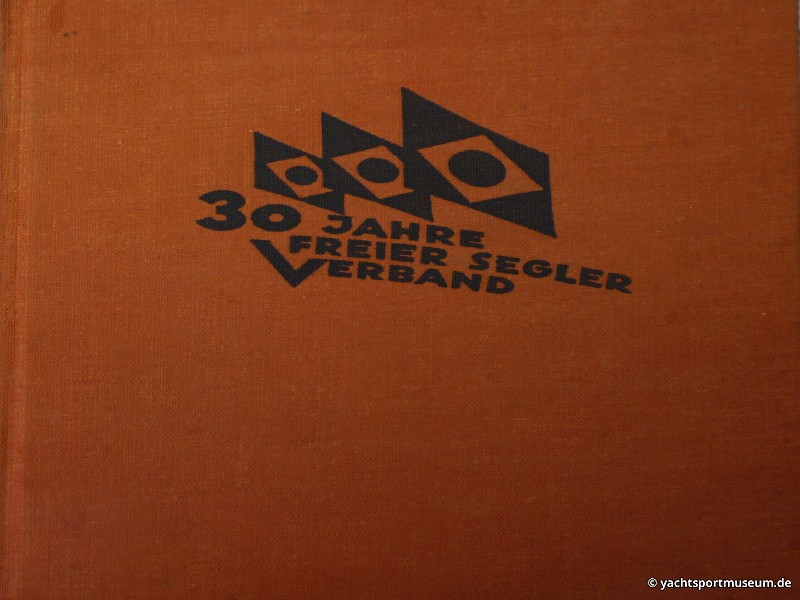 30 JAHRE
FREIER SEGLER
VERBAND
© yachtsportmuseum.de